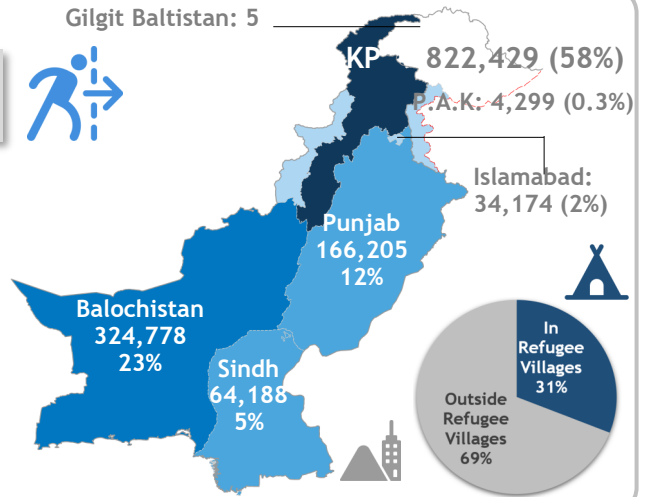 Gilgit Baltistan: 5
KP 822,429 (58%)
P.A.K: 4,299 (0.3%)
Islamabad:
34,174 (2%)
Punjab
166,205
12%
Balochistan
324,778
23%
Sindh
64,188
5%
In
Refugee
Villages
31%
Outside
Refugee
Villages
69%